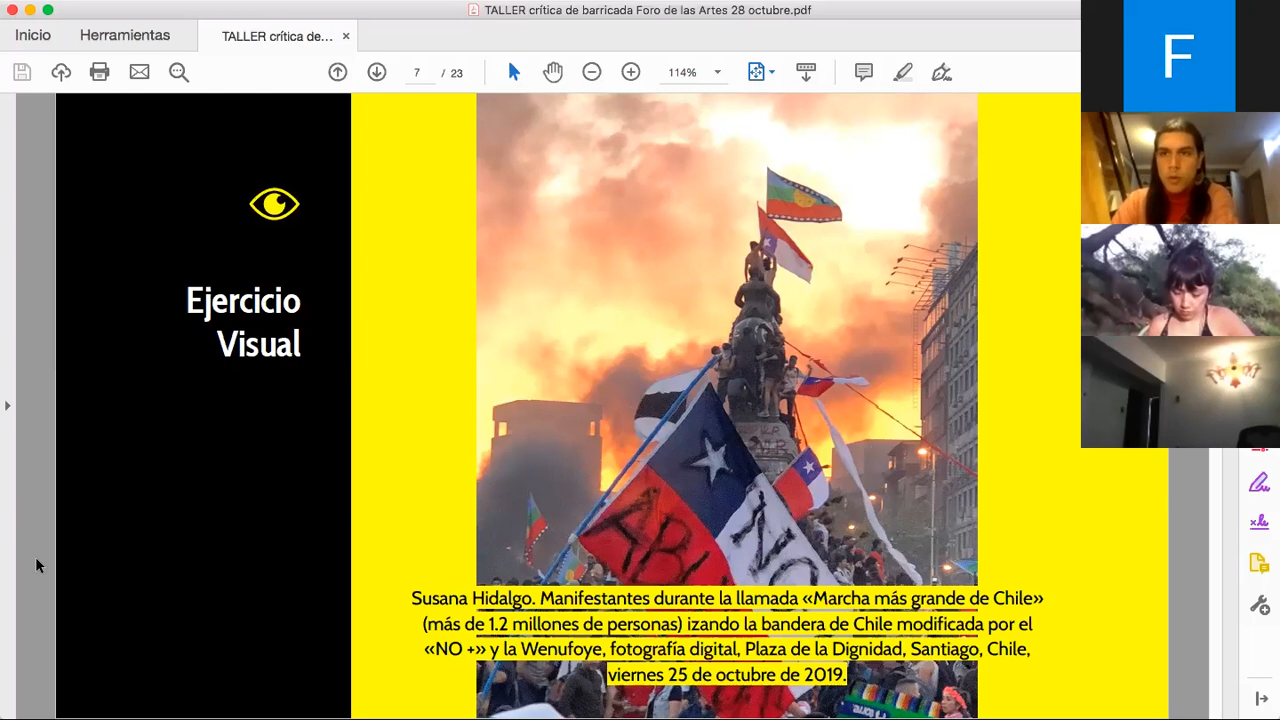 TALLER crítica de barricada Foro de las Artes 28 octubre.pdf
Inicio
Herramientas
TALLER crítica de...
7 / 23
114%
F
Ejercicio
Visual
NO
Susana Hidalgo. Manifestantes durante la llamada «Marcha más grande de Chile»
(más de 1.2 millones de personas) izando la bandera de Chile modificada por el
«NO +» y la Wenufoye, fotografía digital, Plaza de la Dignidad, Santiago, Chile,
viernes 25 de octubre de 2019.